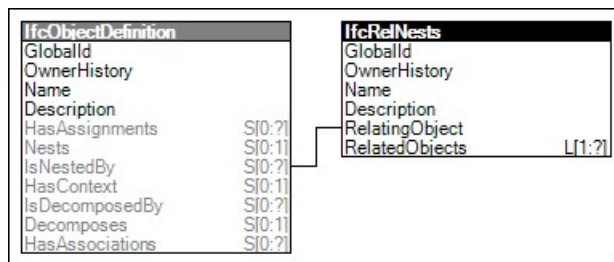 IfcObjectDefinition
GlobalId
OwnerHistory
Name
Description
HasAssignments S[0:?]
Nests S[0:1]
IsNestedBy S[0:?]
HasContext S[0:1]
IsDecomposedBy S[0:?]
Decomposes S[0:1]
HasAssociations S[0:?]
IfcRelNests
GlobalId
OwnerHistory
Name
Description
RelatingObject
RelatedObjects L[1:?]